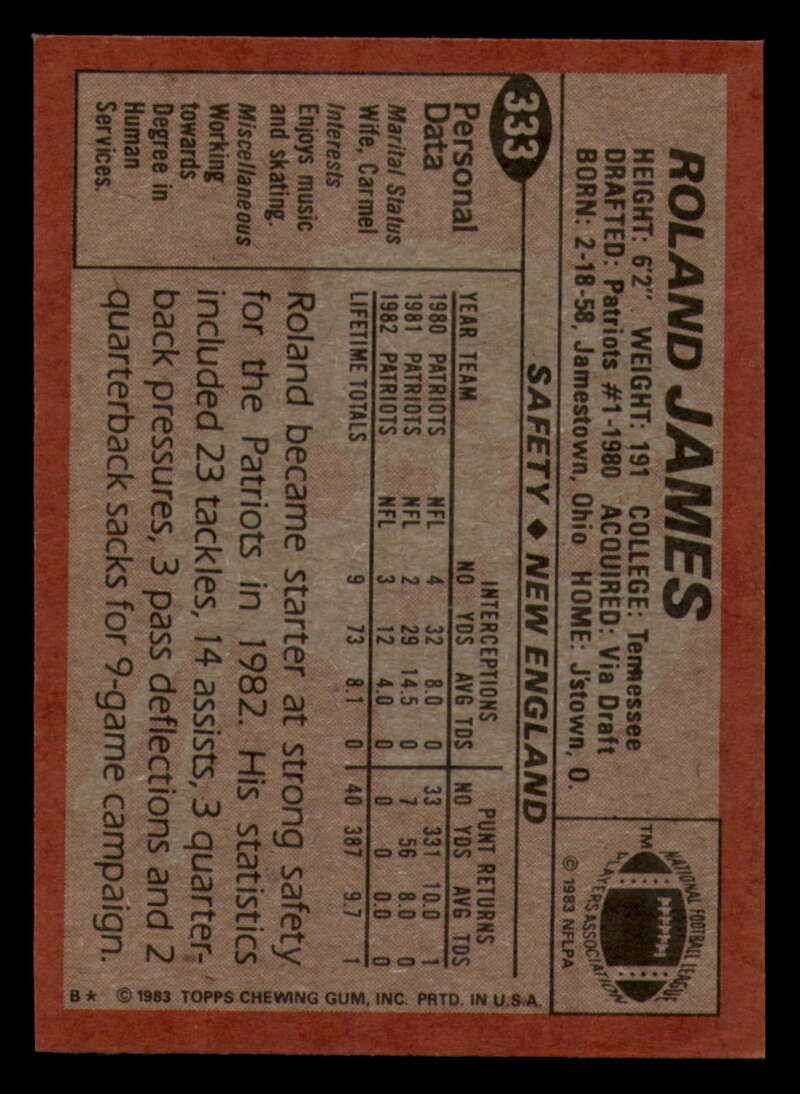 333
ROLAND JAMES
HEIGHT: 6'2" WEIGHT: 191 COLLEGE: Tennessee
DRAFTED: Patriots #1-1980 ACQUIRED: Via Draft
BORN: 2-18-58, Jamestown, Ohio HOME: J'stown, O.
NATIONAL FOOTBALL LEAGUE
PLAYERS ASSOCIATION
TM
© 1983 NFLPA
SAFETY ♦ NEW ENGLAND
Personal
Data
Marital Status
Wife, Carmel
Interests
Enjoys music
and skating.
Miscellaneous
Working
towards
Degree in
Human
Services.
INTERCEPTIONS PUNT RETURNS
YEAR TEAM NO YDS AVG TDS NO YDS AVG TDS
1980 PATRIOTS NFL 4 32 8.0 0 33 331 10.0 1
1981 PATRIOTS NFL 2 29 14.5 0 7 56 8.0 0
1982 PATRIOTS NFL 3 12 4.0 0 0 0 0.0 0
LIFETIME TOTALS 9 73 8.1 0 40 387 9.7 1
Roland became starter at strong safety
for the Patriots in 1982. His statistics
included 23 tackles, 14 assists, 3 quarter-
back pressures, 3 pass deflections and 2
quarterback sacks for 9-game campaign.
B★ © 1983 TOPPS CHEWING GUM, INC. PRTD. IN U.S.A.